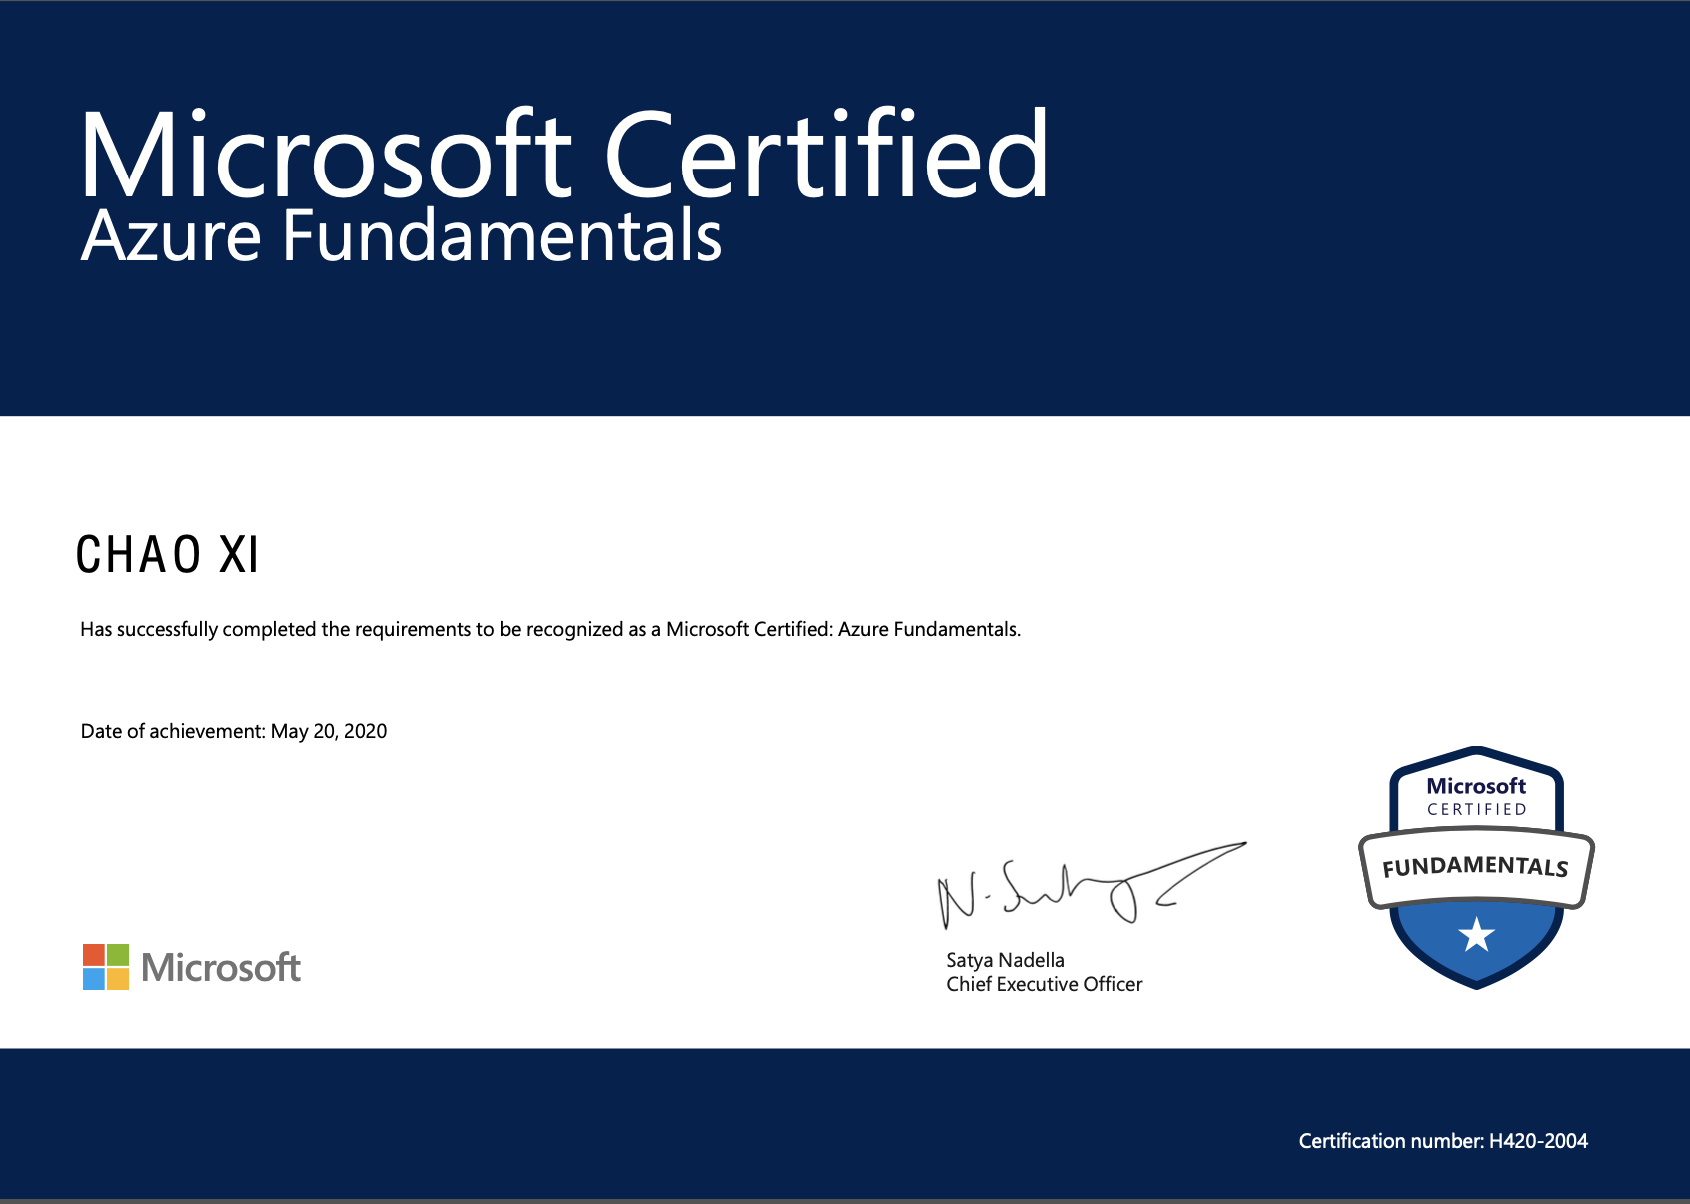 Microsoft Certified
Azure Fundamentals
CHAO XI
Has successfully completed the requirements to be recognized as a Microsoft Certified: Azure Fundamentals.
Date of achievement: May 20, 2020
Microsoft
CERTIFIED
FUNDAMENTALS
Microsoft
Satya Nadella
Chief Executive Officer
Certification number: H420-2004